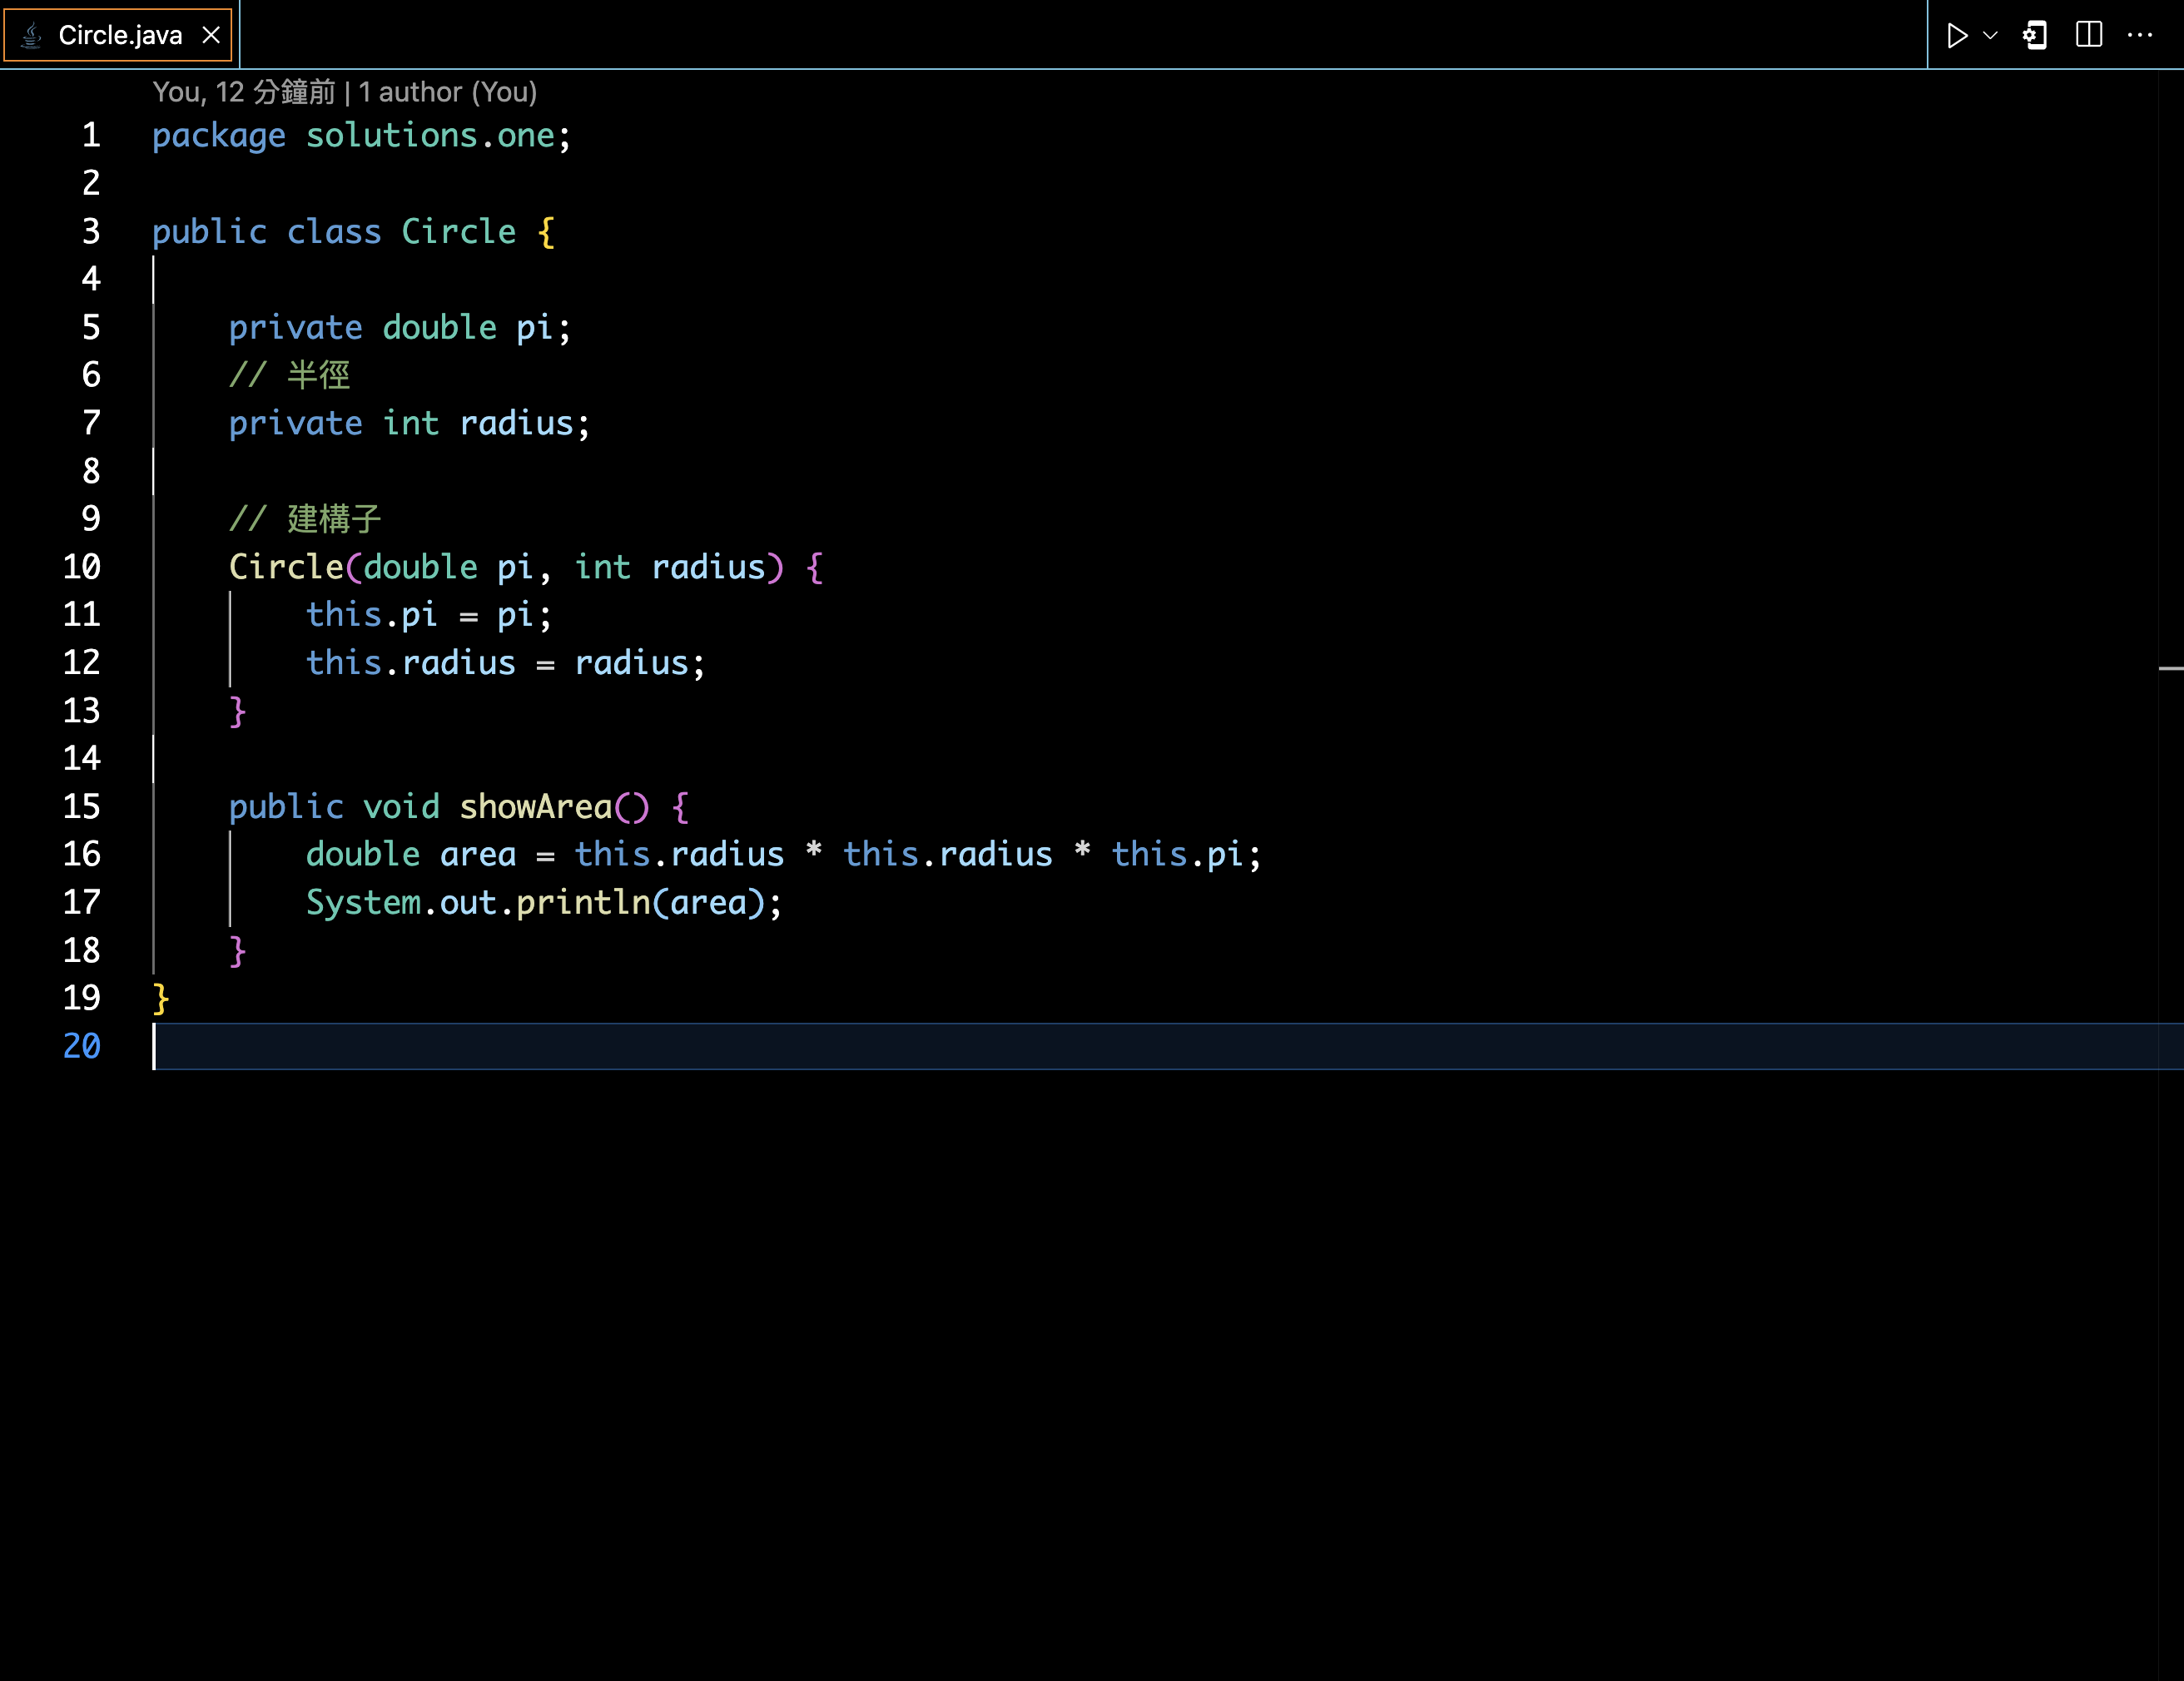 Circle.java
You, 12 分鐘前 | 1 author (You)
1 package solutions.one;
2
3 public class Circle {
4
5     private double pi;
6     // 半徑
7     private int radius;
8
9     // 建構子
10     Circle(double pi, int radius) {
11         this.pi = pi;
12         this.radius = radius;
13     }
14
15     public void showArea() {
16         double area = this.radius * this.radius * this.pi;
17         System.out.println(area);
18     }
19 }
20